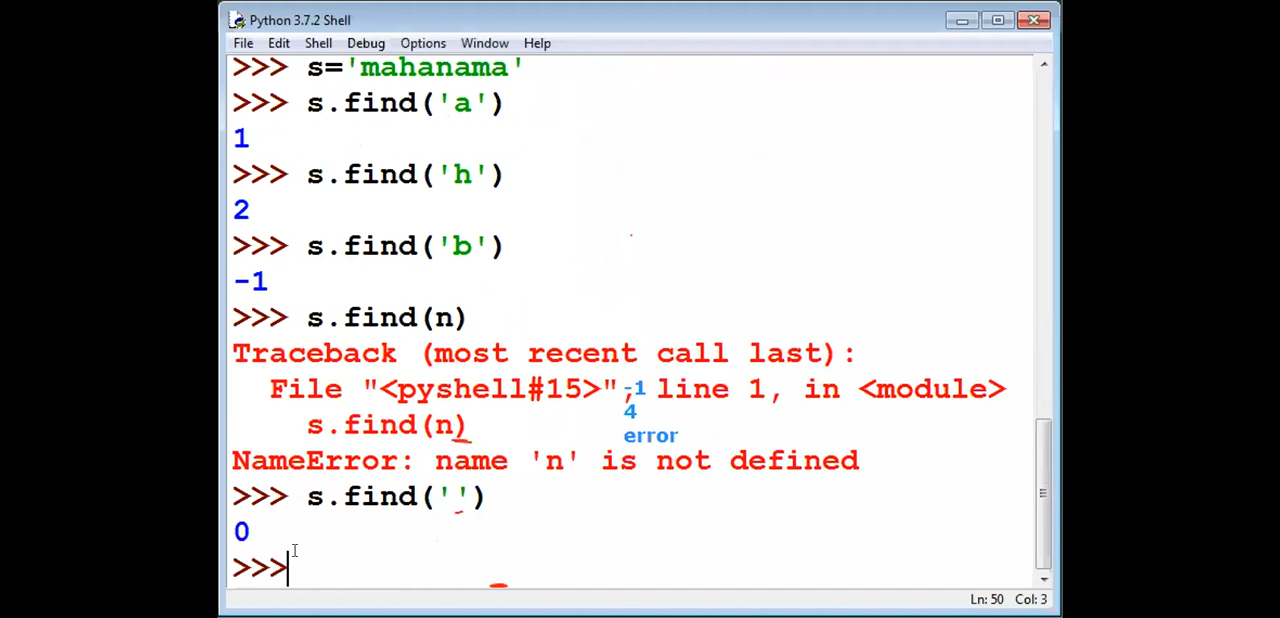 Python 3.7.2 Shell
File Edit Shell Debug Options Window Help
>>> s='mahanama'
>>> s.find('a')
1
>>> s.find('h')
2
>>> s.find('b')
-1
>>> s.find(n)
Traceback (most recent call last):
File "<pyshell#15>", line 1, in <module>
-1
4
error
s.find(n)
NameError: name 'n' is not defined
>>> s.find('')
0
>>>
Ln: 50 Col: 3